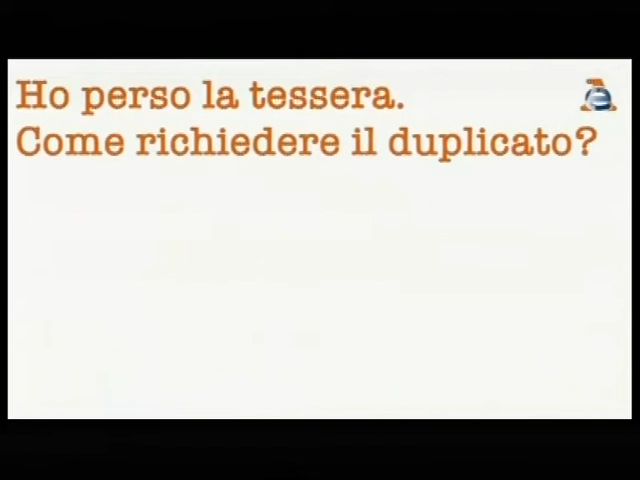 Ho perso la tessera.
Come richiedere il duplicato?